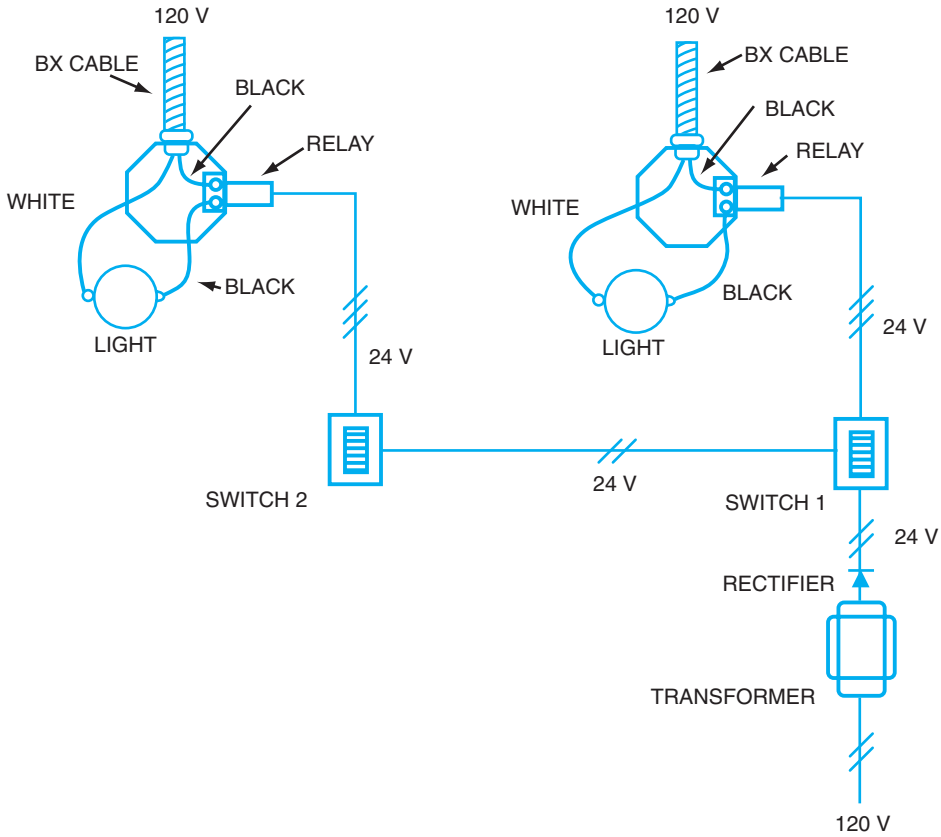 120 V
120 V
BX CABLE
BX CABLE
BLACK
BLACK
RELAY
RELAY
WHITE
WHITE
BLACK
BLACK
LIGHT
LIGHT
24 V
24 V
SWITCH 2
24 V
SWITCH 1
24 V
RECTIFIER
TRANSFORMER
120 V